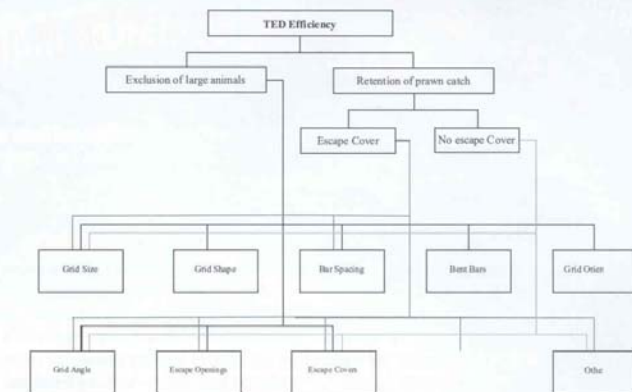 TED Efficiency
Exclusion of large animals
Retention of prawn catch
Escape Cover
No escape Cover
Grid Size
Grid Shape
Bar Spacing
Bent Bars
Grid Orien
Grid Angle
Escape Openings
Escape Covers
Othe